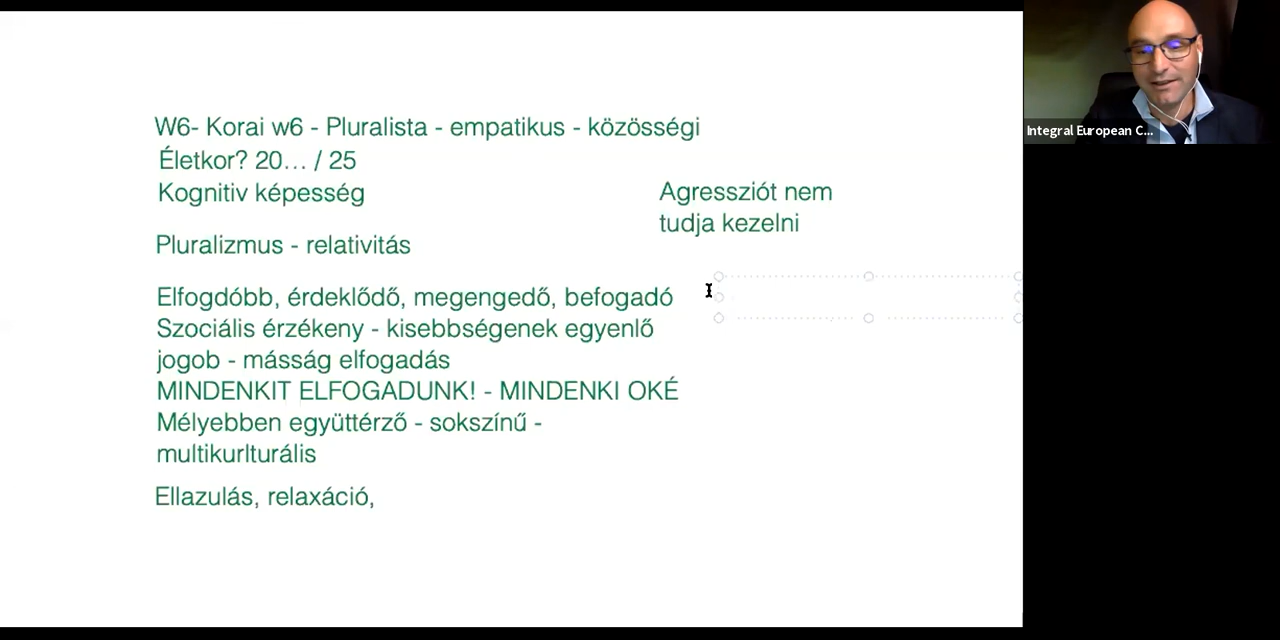 W6- Korai w6 - Pluralista - empatikus - közösségi
Életkor? 20… / 25
Kognitiv képesség
Agressziót nem
tudja kezelni
Pluralizmus - relativitás
Elfogdóbb, érdeklődő, megengedő, befogadó
Szociális érzékeny - kisebbségenek egyenlő
jogob - másság elfogadás
MINDENKIT ELFOGADUNK! - MINDENKI OKÉ
Mélyebben együttérző - sokszínű -
multikurlturális
Ellazulás, relaxáció,
Integral European C...